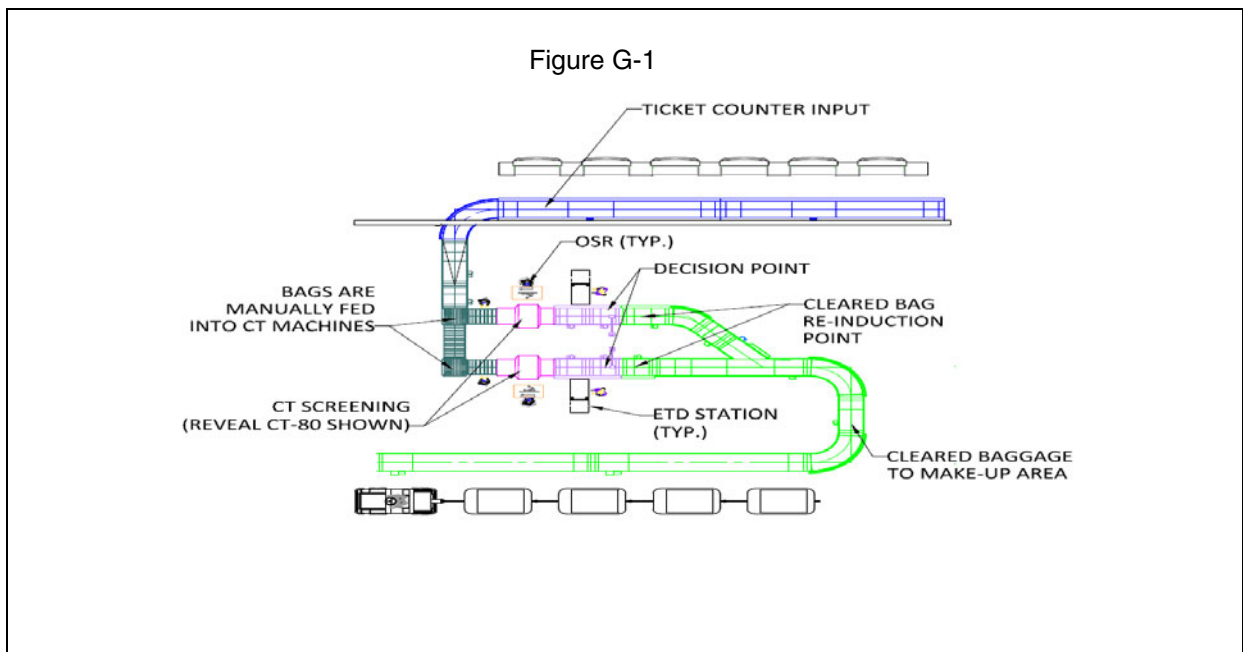 Figure G-1
TICKET COUNTER INPUT
OSR (TYP.)
DECISION POINT
BAGS ARE
MANUALLY FED
INTO CT MACHINES
CLEARED BAG
RE-INDUCTION
POINT
CT SCREENING
(REVEAL CT-80 SHOWN)
ETD STATION
(TYP.)
CLEARED BAGGAGE
TO MAKE-UP AREA